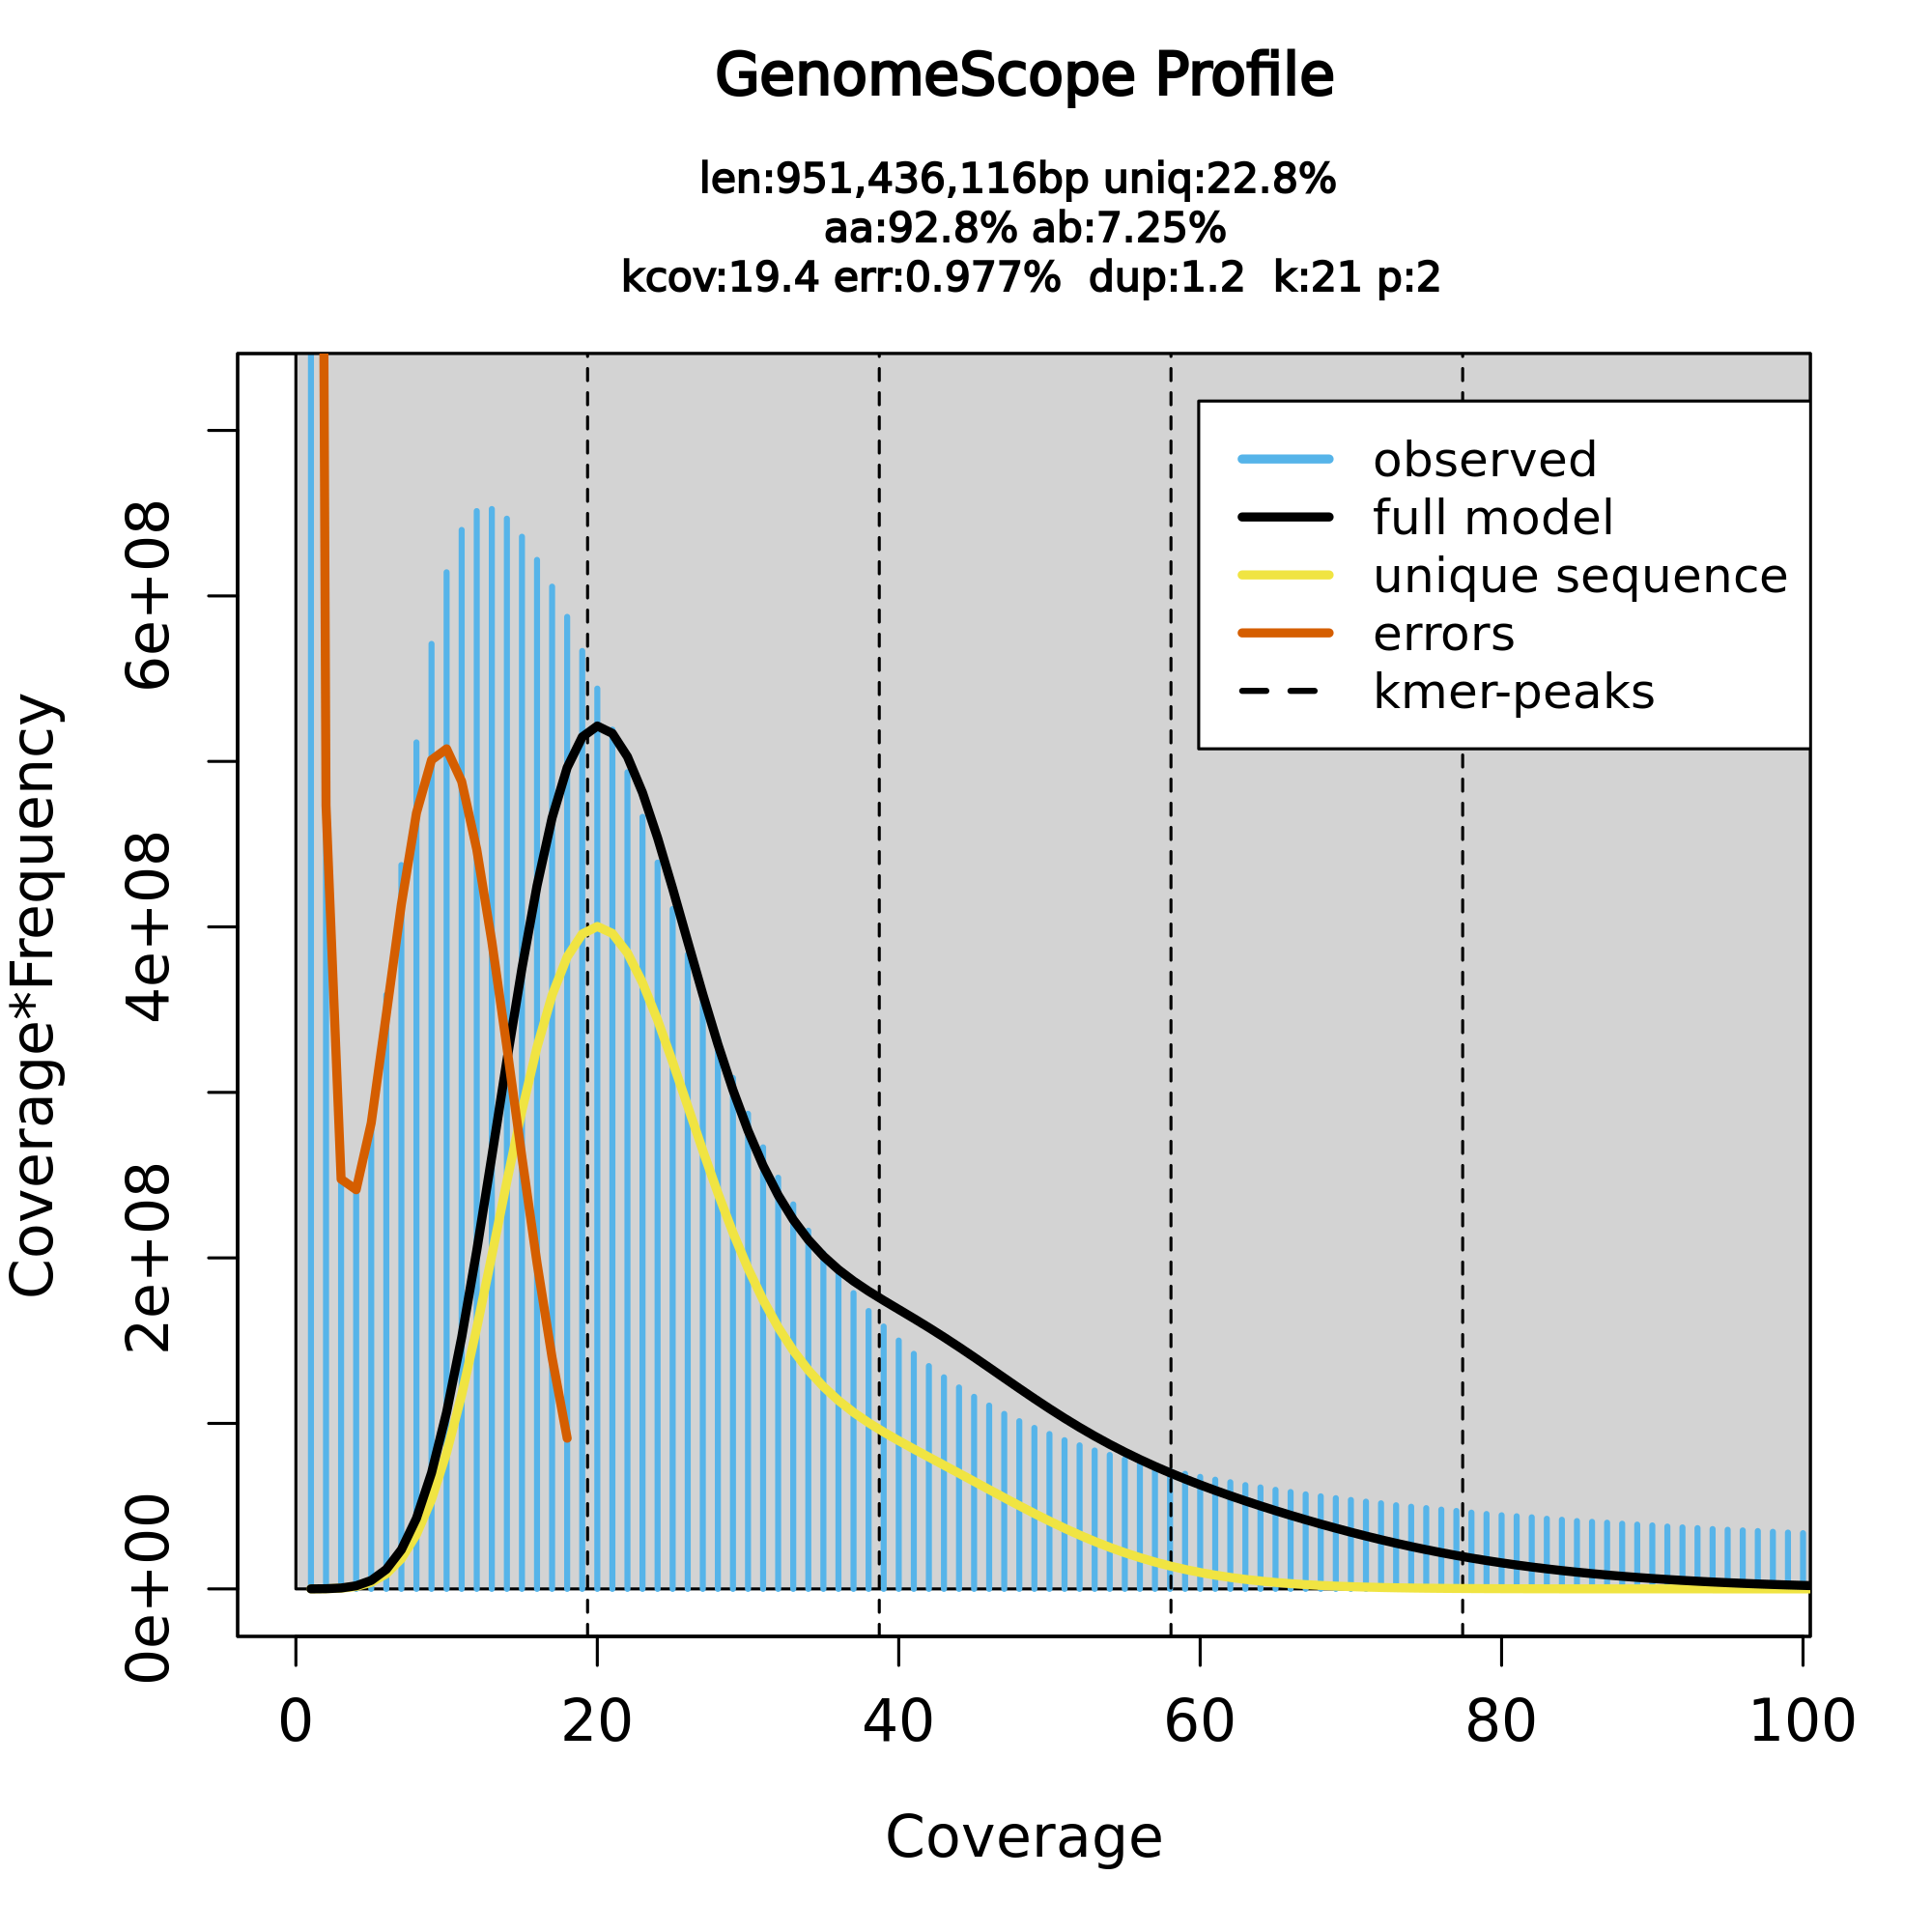 GenomeScope Profile
len:951,436,116bp uniq:22.8%
aa:92.8% ab:7.25%
kcov:19.4 err:0.977% dup:1.2 k:21 p:2
observed
full model
unique sequence
errors
kmer-peaks
Coverage*Frequency
6e+08
4e+08
2e+08
0e+00
0 20 40 60 80 100
Coverage